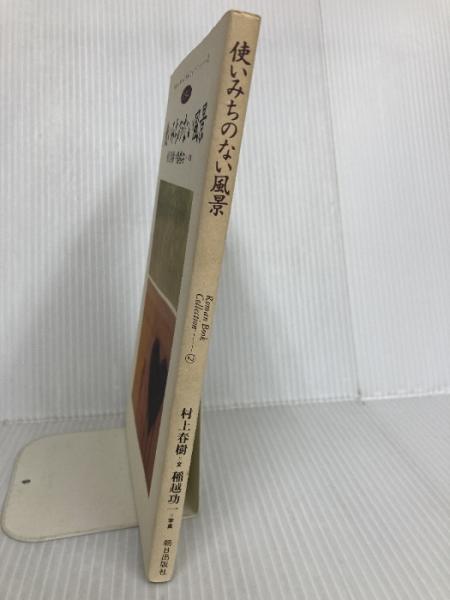 使いみちのない風景
Roman Book
Collection……②
村上春樹・文 稲越功一・写真
朝日出版社